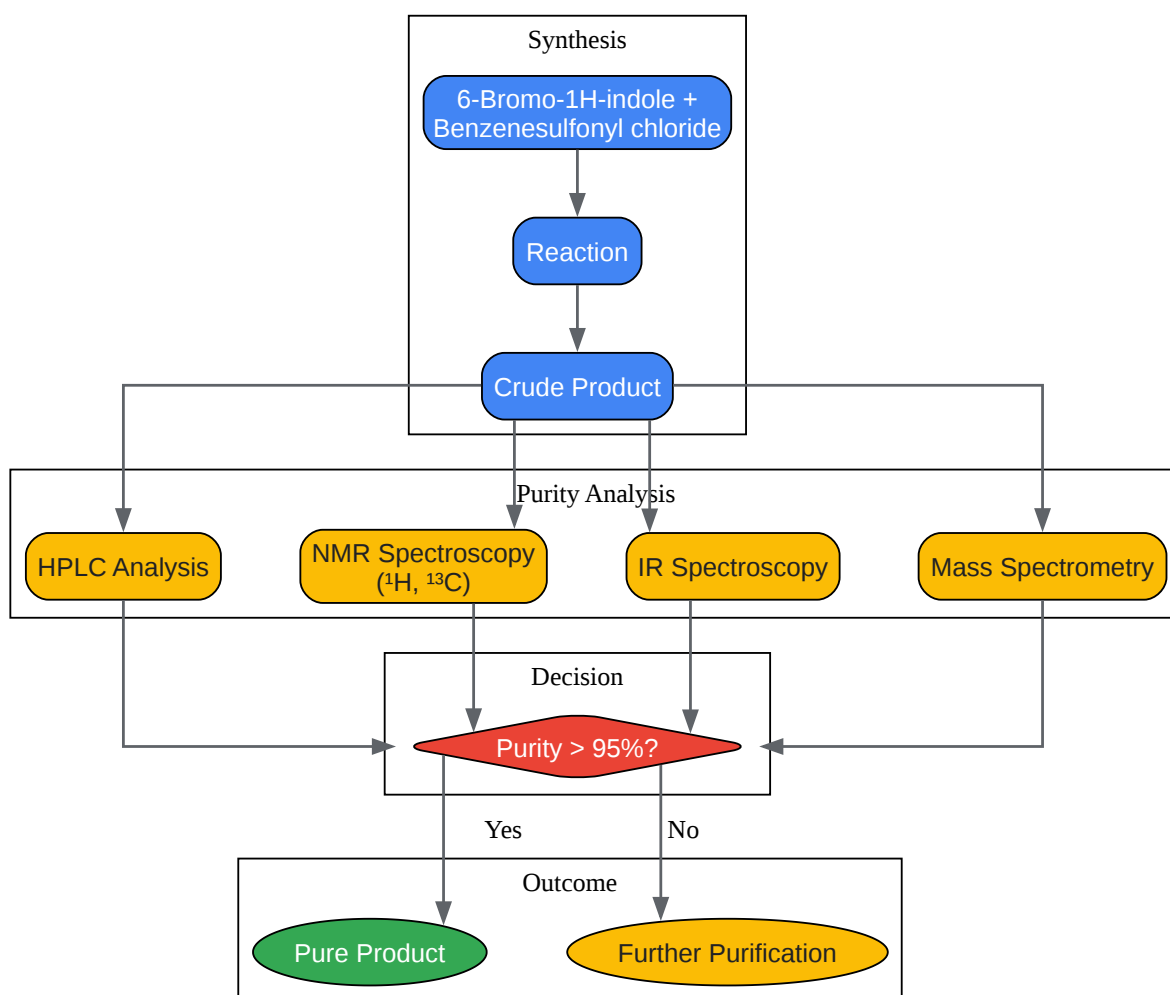 Synthesis
6-Bromo-1H-indole +
Benzenesulfonyl chloride
Reaction
Crude Product
Purity Analysis
HPLC Analysis
NMR Spectroscopy
(¹H, ¹³C)
IR Spectroscopy
Mass Spectrometry
Decision
Purity > 95%?
Yes
No
Outcome
Pure Product
Further Purification